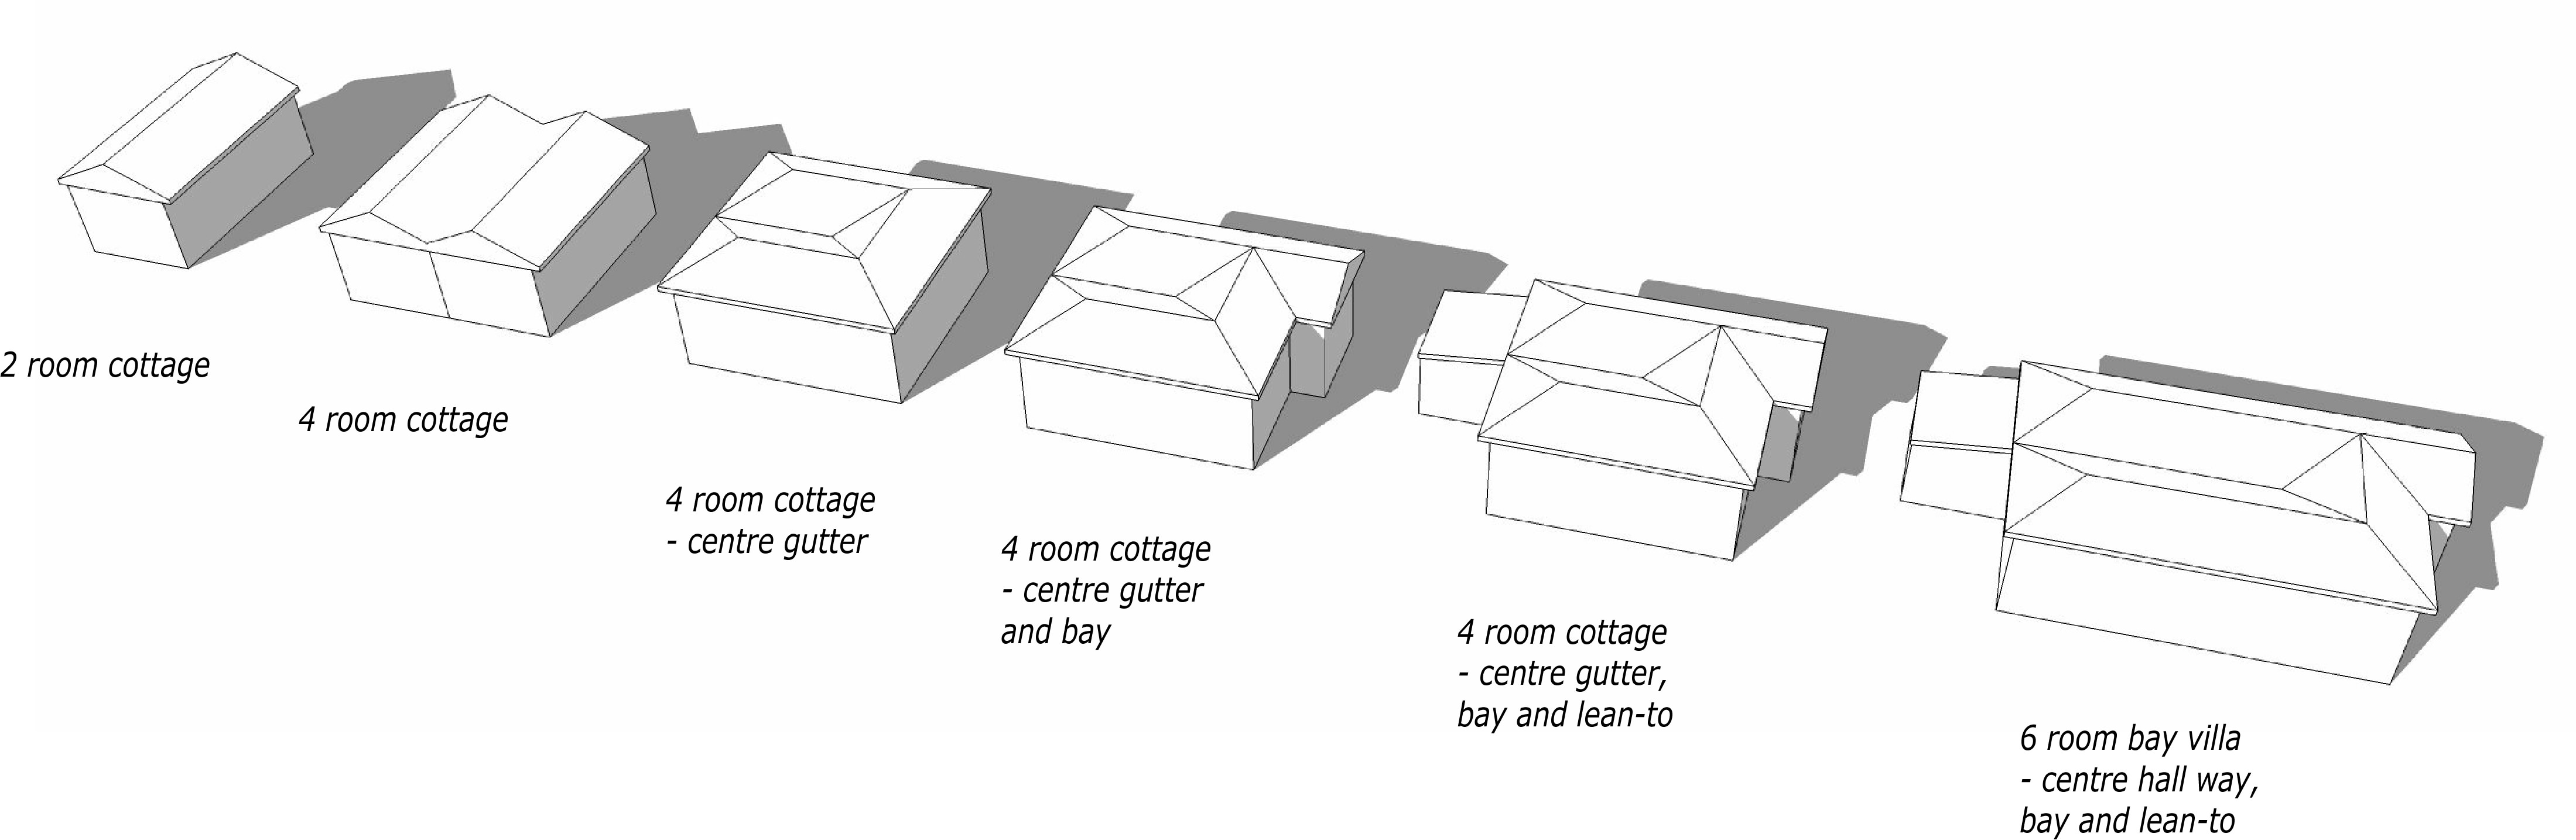 2 room cottage
4 room cottage
4 room cottage
- centre gutter
4 room cottage
- centre gutter
and bay
4 room cottage
- centre gutter,
bay and lean-to
6 room bay villa
- centre hall way,
bay and lean-to